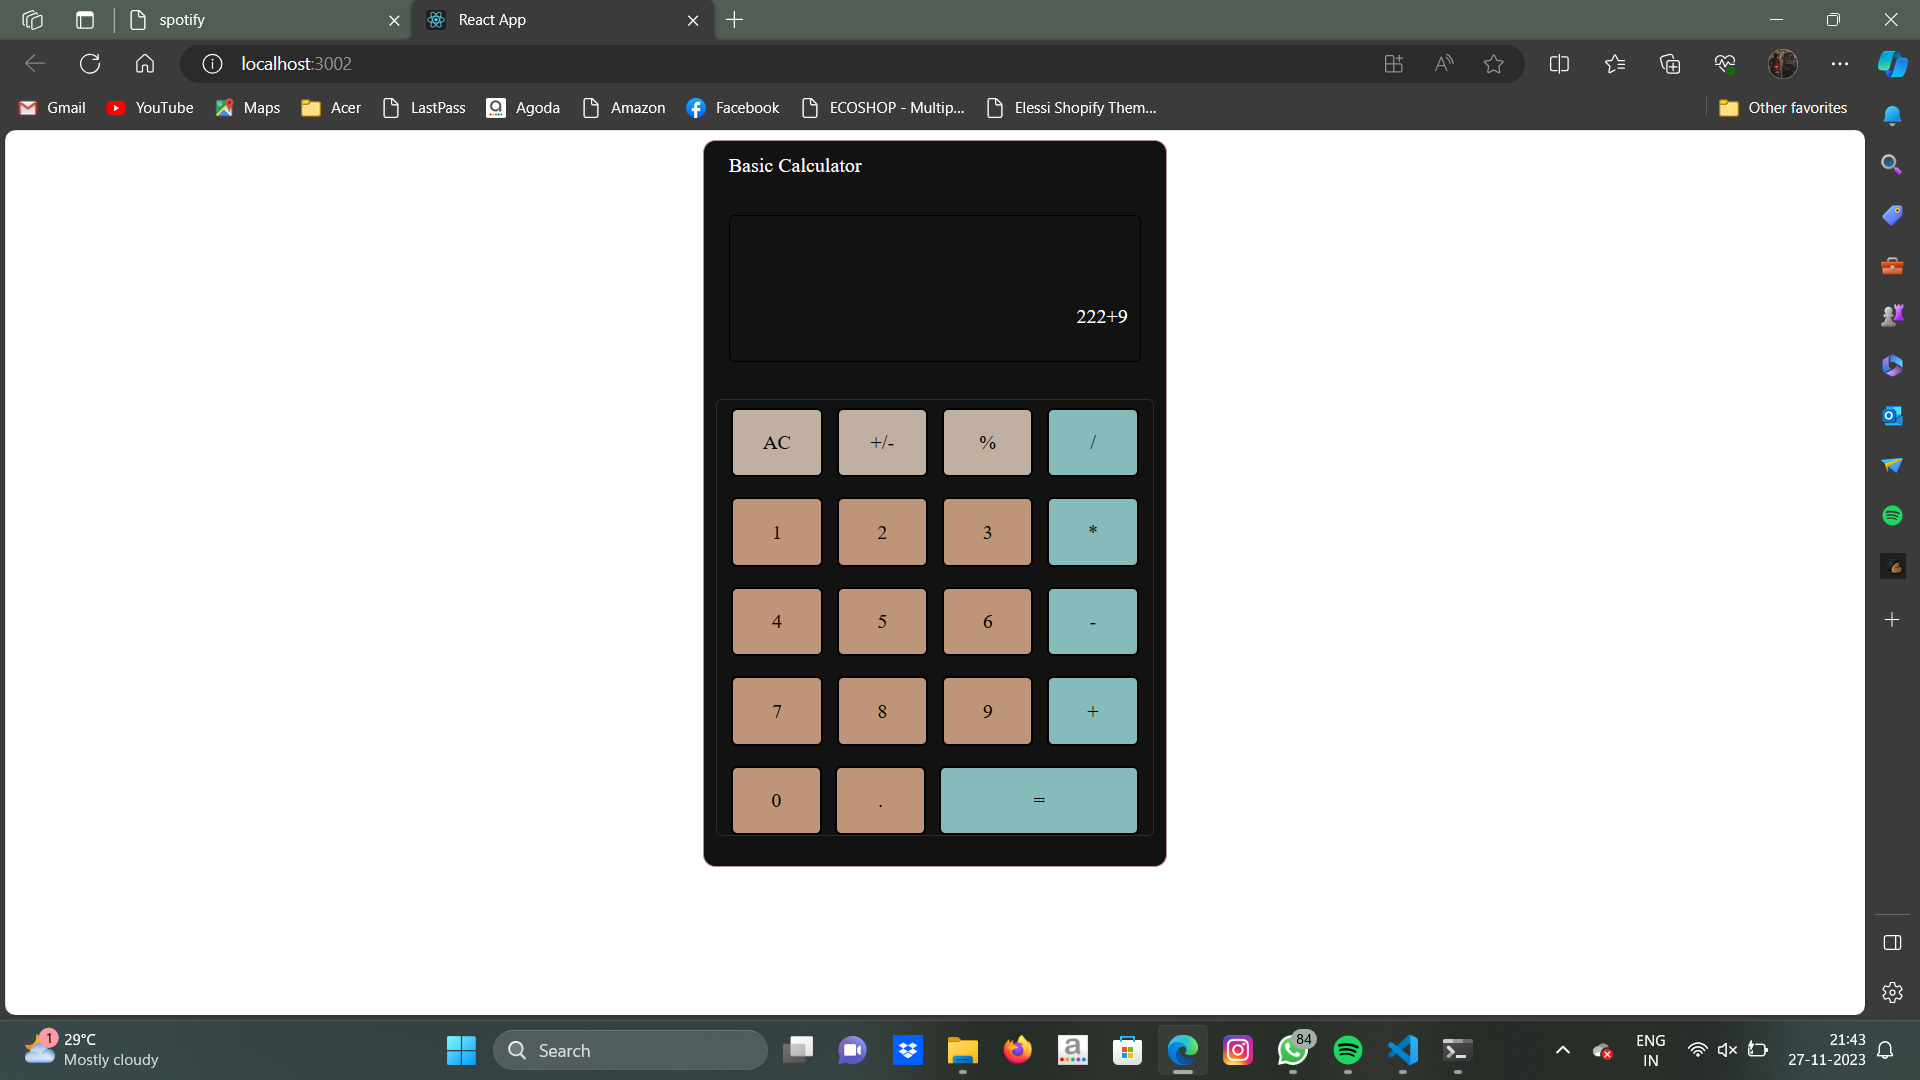 spotify
React App
localhost:3002
Gmail
YouTube
Maps
Acer
LastPass
Agoda
Amazon
Facebook
ECOSHOP - Multip...
Elessi Shopify Them...
Other favorites
Basic Calculator
222+9
AC +/- % /
1 2 3 *
4 5 6 -
7 8 9 +
0 . =
1
29°C
Mostly cloudy
Search
84
ENG
IN
21:43
27-11-2023